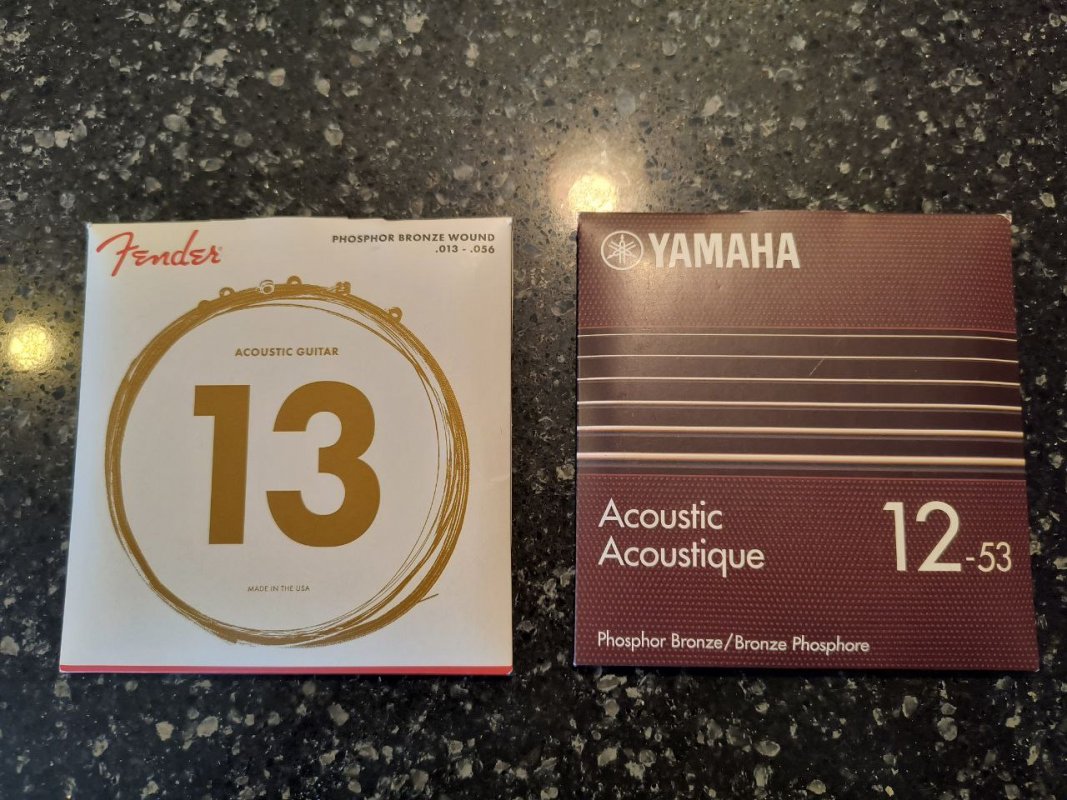 Fender
PHOSPHOR BRONZE WOUND
.013 - .056
ACOUSTIC GUITAR
13
MADE IN THE USA
YAMAHA
Acoustic
Acoustique
12-53
Phosphor Bronze/Bronze Phosphore